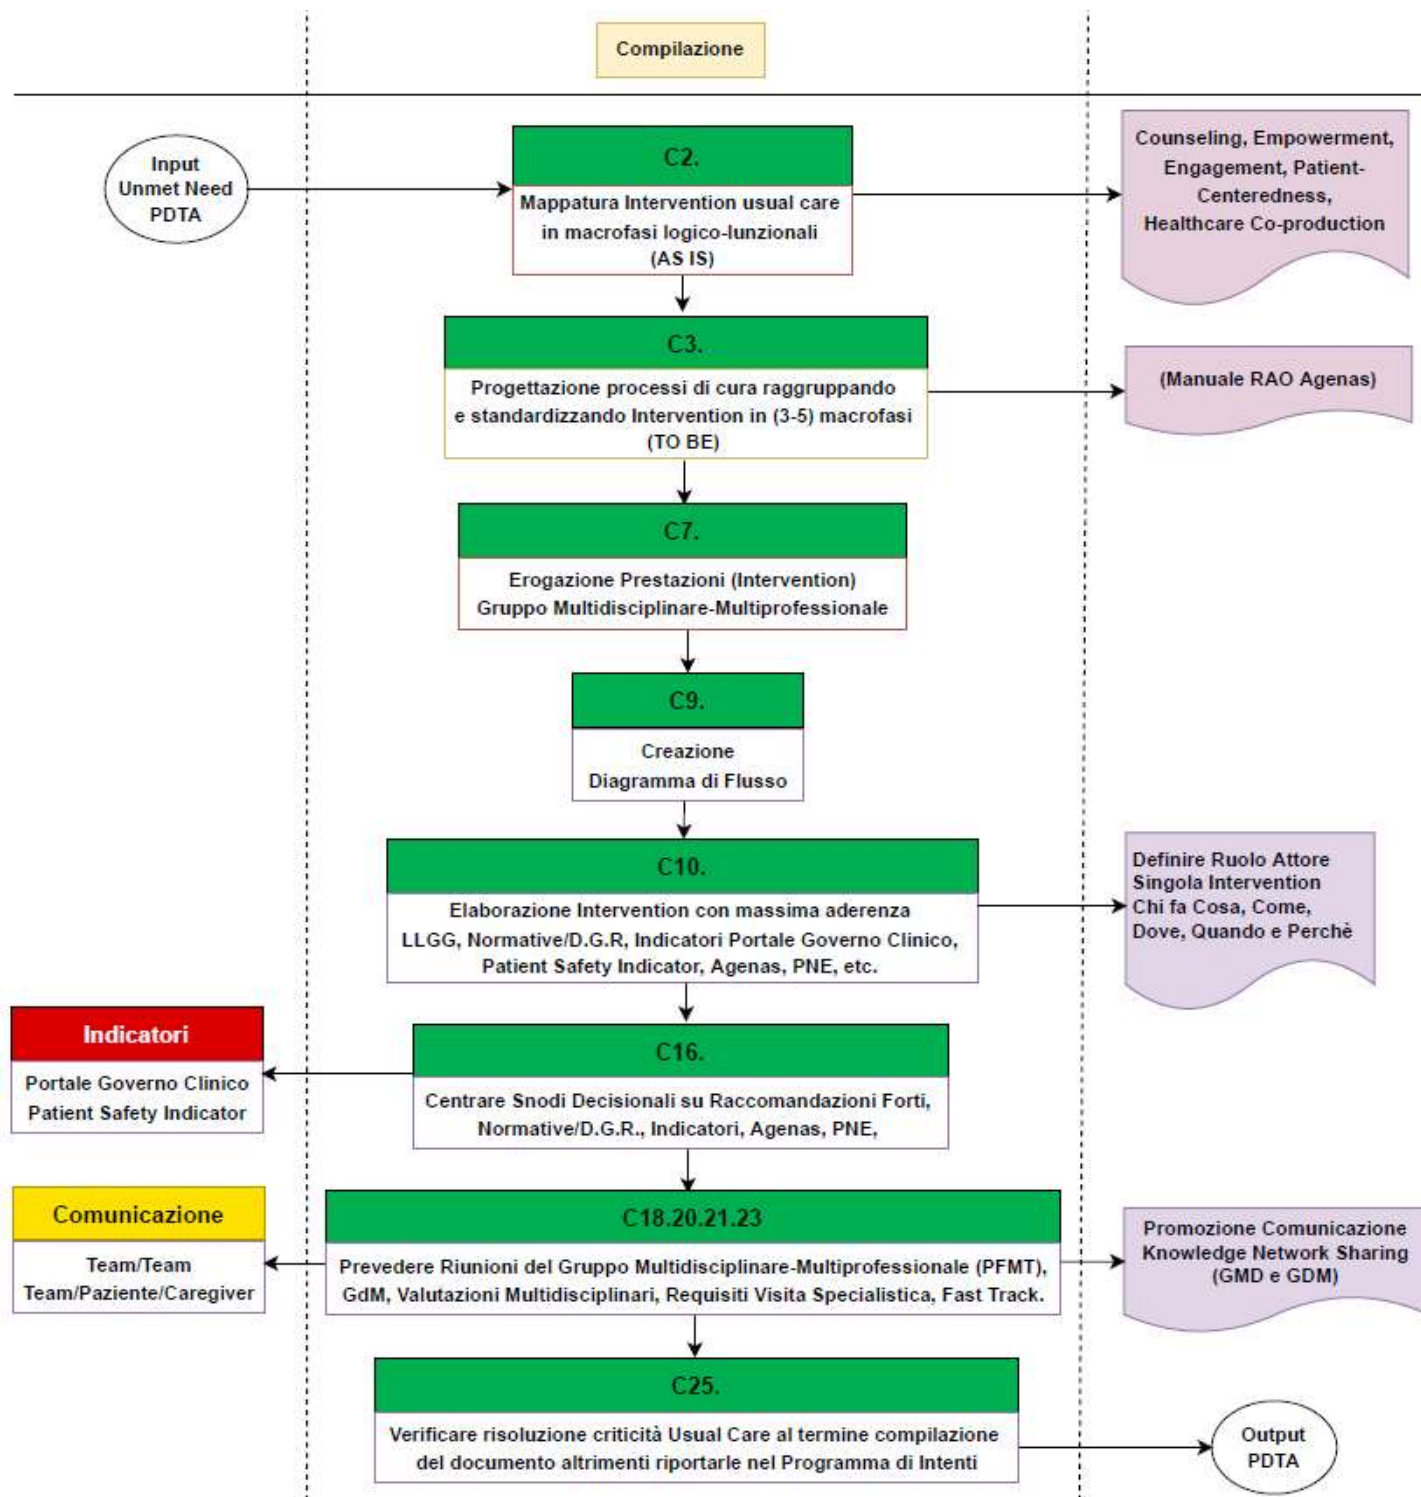 Compilazione
Input
Unmet Need
PDTA
C2.
Mappatura Intervention usual care
in macrofasi logico-lunzionali
(AS IS)
Counseling, Empowerment,
Engagement, Patient-
Centeredness,
Healthcare Co-production
C3.
Progettazione processi di cura raggruppando
e standardizzando Intervention in (3-5) macrofasi
(TO BE)
(Manuale RAO Agenas)
C7.
Erogazione Prestazioni (Intervention)
Gruppo Multidisciplinare-Multiprofessionale
C9.
Creazione
Diagramma di Flusso
C10.
Elaborazione Intervention con massima aderenza
LLGG, Normative/D.G.R, Indicatori Portale Governo Clinico,
Patient Safety Indicator, Agenas, PNE, etc.
Definire Ruolo Attore
Singola Intervention
Chi fa Cosa, Come,
Dove, Quando e Perchè
Indicatori
Portale Governo Clinico
Patient Safety Indicator
C16.
Centrare Snodi Decisionali su Raccomandazioni Forti,
Normative/D.G.R., Indicatori, Agenas, PNE,
Comunicazione
Team/Team
Team/Paziente/Caregiver
C18.20.21.23
Prevedere Riunioni del Gruppo Multidisciplinare-Multiprofessionale (PFMT),
GdM, Valutazioni Multidisciplinari, Requisiti Visita Specialistica, Fast Track.
Promozione Comunicazione
Knowledge Network Sharing
(GMD e GDM)
C25.
Verificare risoluzione criticità Usual Care al termine compilazione
del documento altrimenti riportarle nel Programma di Intenti
Output
PDTA